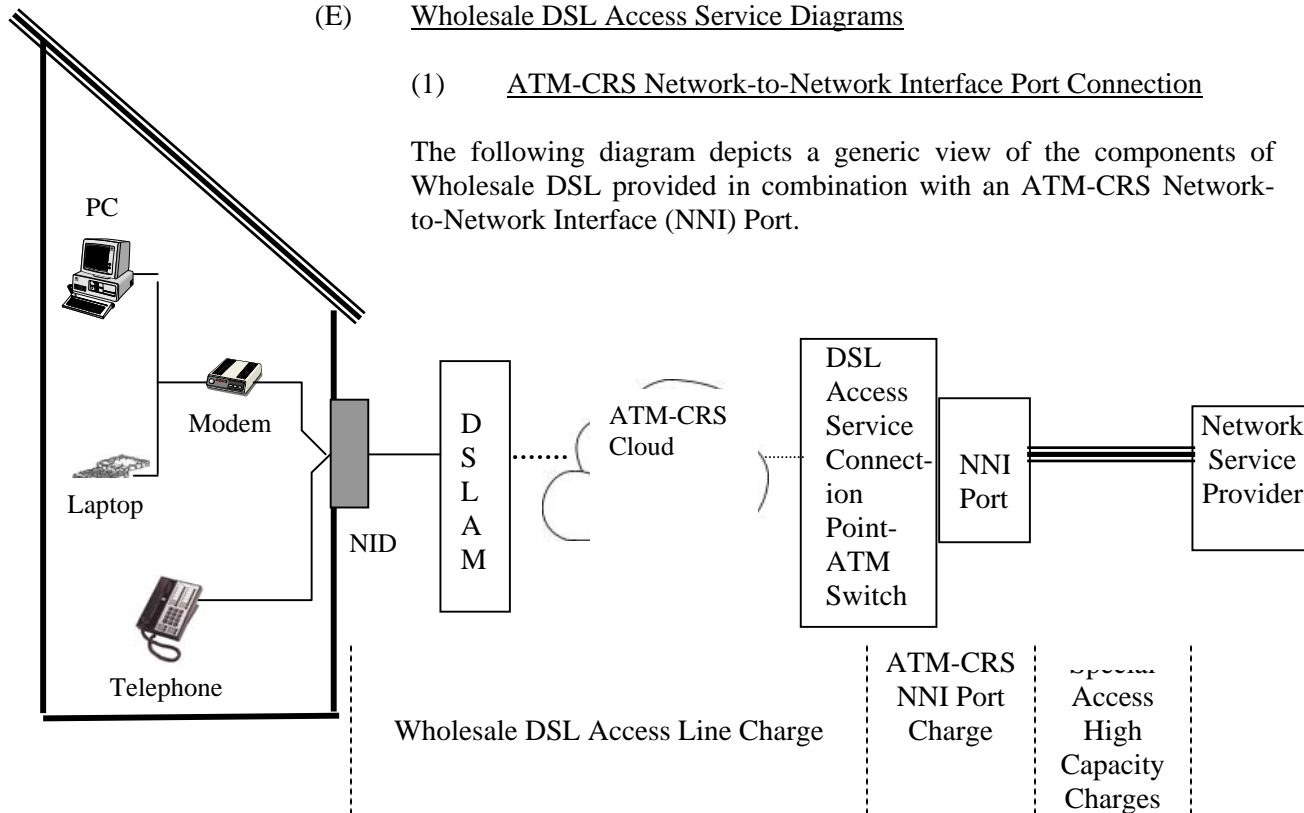 (E) Wholesale DSL Access Service Diagrams
(1) ATM-CRS Network-to-Network Interface Port Connection
The following diagram depicts a generic view of the components of
Wholesale DSL provided in combination with an ATM-CRS Network-
to-Network Interface (NNI) Port.
PC
Modem
Laptop
Telephone
NID
D
S
L
A
M
ATM-CRS
Cloud
DSL
Access
Service
Connect-
ion
Point-
ATM
Switch
NNI
Port
Network
Service
Provider
Wholesale DSL Access Line Charge
ATM-CRS
NNI Port
Charge
Special
Access
High
Capacity
Charges